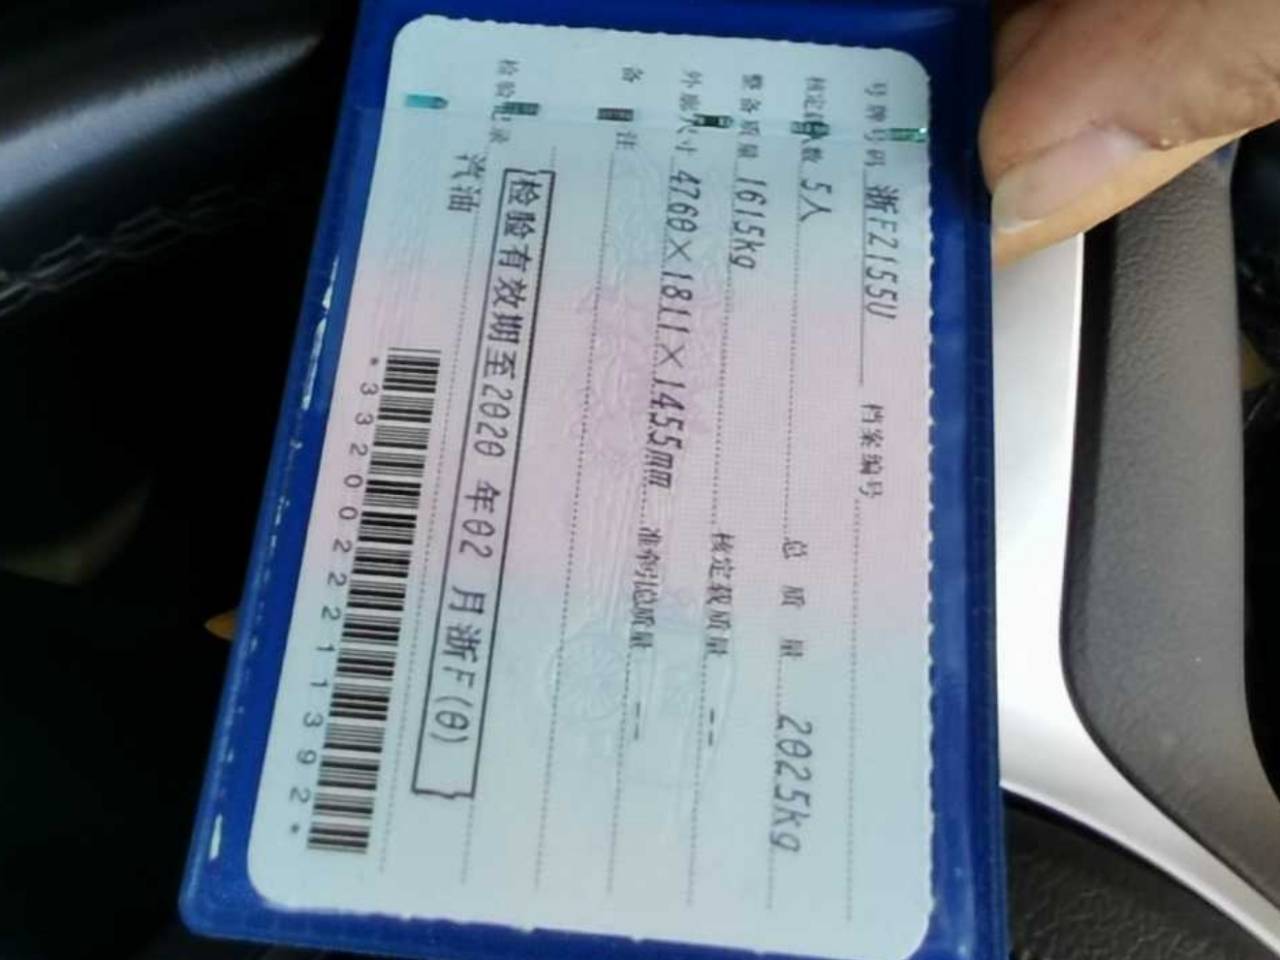 号牌号码 浙FZ155U 档案编号
核定载人数 5人 总质量 2025kg
整备质量 1615kg 核定载质量 --
外廓尺寸 4760×1811×1455mm 准牵引总质量 --
备注
检验记录 检验有效期至2020年02月浙F(0)
汽油
*3320022211392*